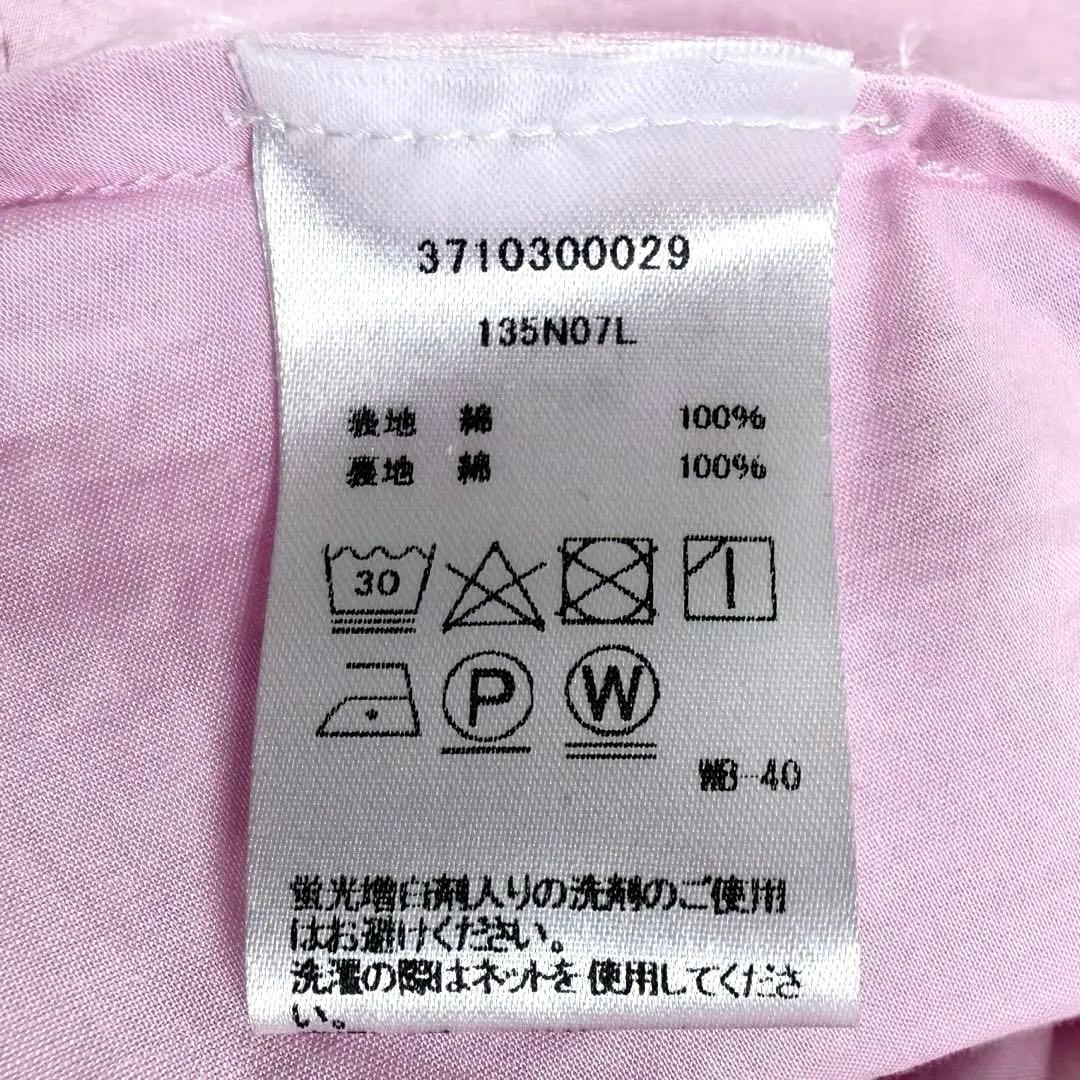 3710300029
135N07L
表地 綿 100%
裏地 綿 100%
30
P W
WB-40
蛍光増白剤入りの洗剤のご使用
はお避けください。
洗濯の際はネットを使用してくださ
い。